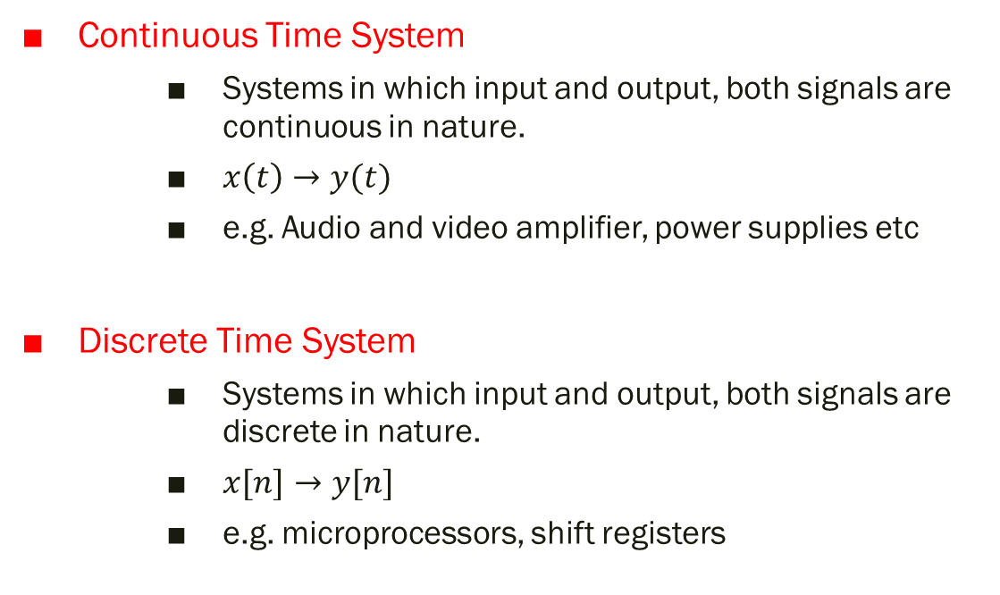 ■ Continuous Time System
■ Systems in which input and output, both signals are
continuous in nature.
■ x(t) → y(t)
■ e.g. Audio and video amplifier, power supplies etc
■ Discrete Time System
■ Systems in which input and output, both signals are
discrete in nature.
■ x[n] → y[n]
■ e.g. microprocessors, shift registers